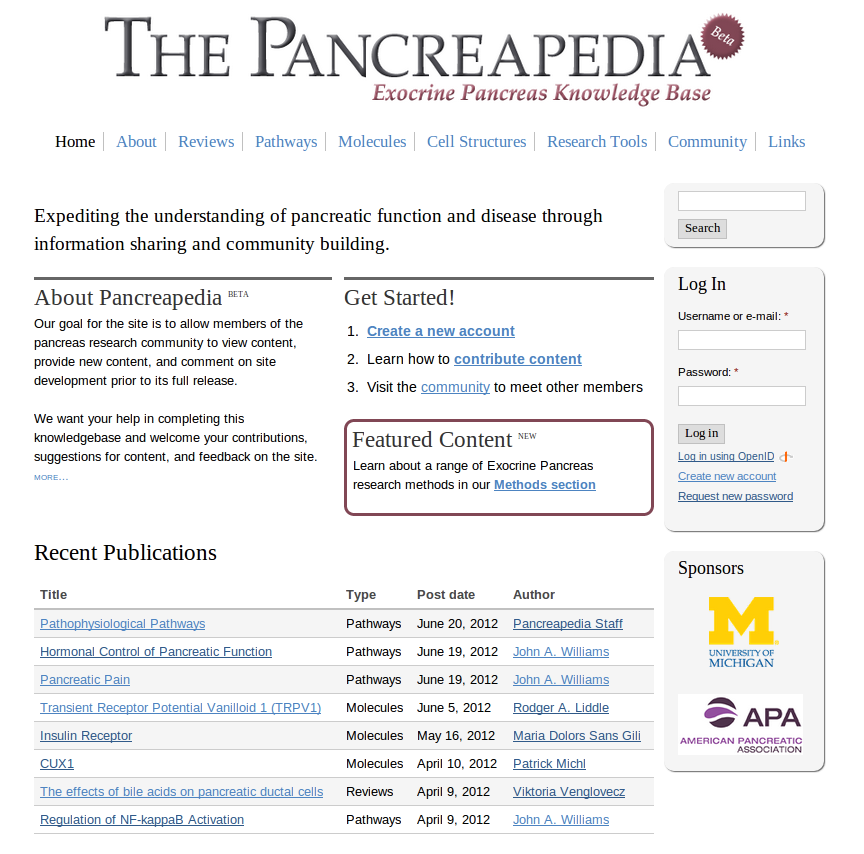 THE PANCREAPEDIA Beta
Exocrine Pancreas Knowledge Base
Home About Reviews Pathways Molecules Cell Structures Research Tools Community Links
Expediting the understanding of pancreatic function and disease through
information sharing and community building.
About Pancreapedia BETA
Our goal for the site is to allow members of the
pancreas research community to view content,
provide new content, and comment on site
development prior to its full release.
We want your help in completing this
knowledgebase and welcome your contributions,
suggestions for content, and feedback on the site.
MORE...
Get Started!
1. Create a new account
2. Learn how to contribute content
3. Visit the community to meet other members
Featured Content NEW
Learn about a range of Exocrine Pancreas
research methods in our Methods section
Recent Publications
Title Type Post date Author
Pathophysiological Pathways Pathways June 20, 2012 Pancreapedia Staff
Hormonal Control of Pancreatic Function Pathways June 19, 2012 John A. Williams
Pancreatic Pain Pathways June 19, 2012 John A. Williams
Transient Receptor Potential Vanilloid 1 (TRPV1) Molecules June 5, 2012 Rodger A. Liddle
Insulin Receptor Molecules May 16, 2012 Maria Dolors Sans Gili
CUX1 Molecules April 10, 2012 Patrick Michl
The effects of bile acids on pancreatic ductal cells Reviews April 9, 2012 Viktoria Venglovecz
Regulation of NF-kappaB Activation Pathways April 9, 2012 John A. Williams
Search
Log In
Username or e-mail: *
Password: *
Log in
Log in using OpenID
Create new account
Request new password
Sponsors
M
UNIVERSITY OF
MICHIGAN
APA
AMERICAN PANCREATIC
ASSOCIATION